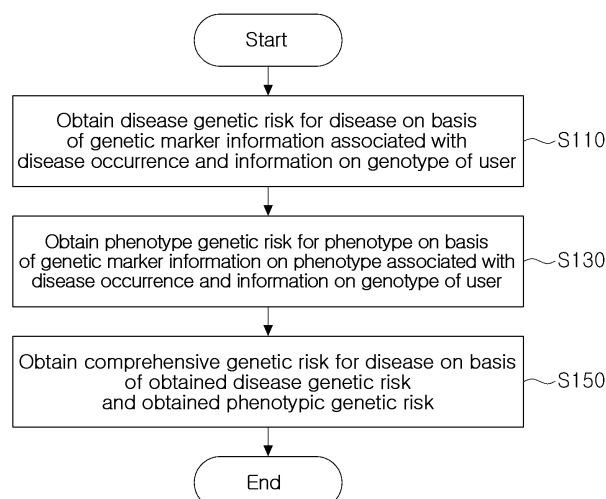 Start
Obtain disease genetic risk for disease on basis
of genetic marker information associated with
disease occurrence and information on genotype of user
S110
Obtain phenotype genetic risk for phenotype on basis
of genetic marker information on phenotype associated with
disease occurrence and information on genotype of user
S130
Obtain comprehensive genetic risk for disease on basis
of obtained disease genetic risk
and obtained phenotypic genetic risk
S150
End